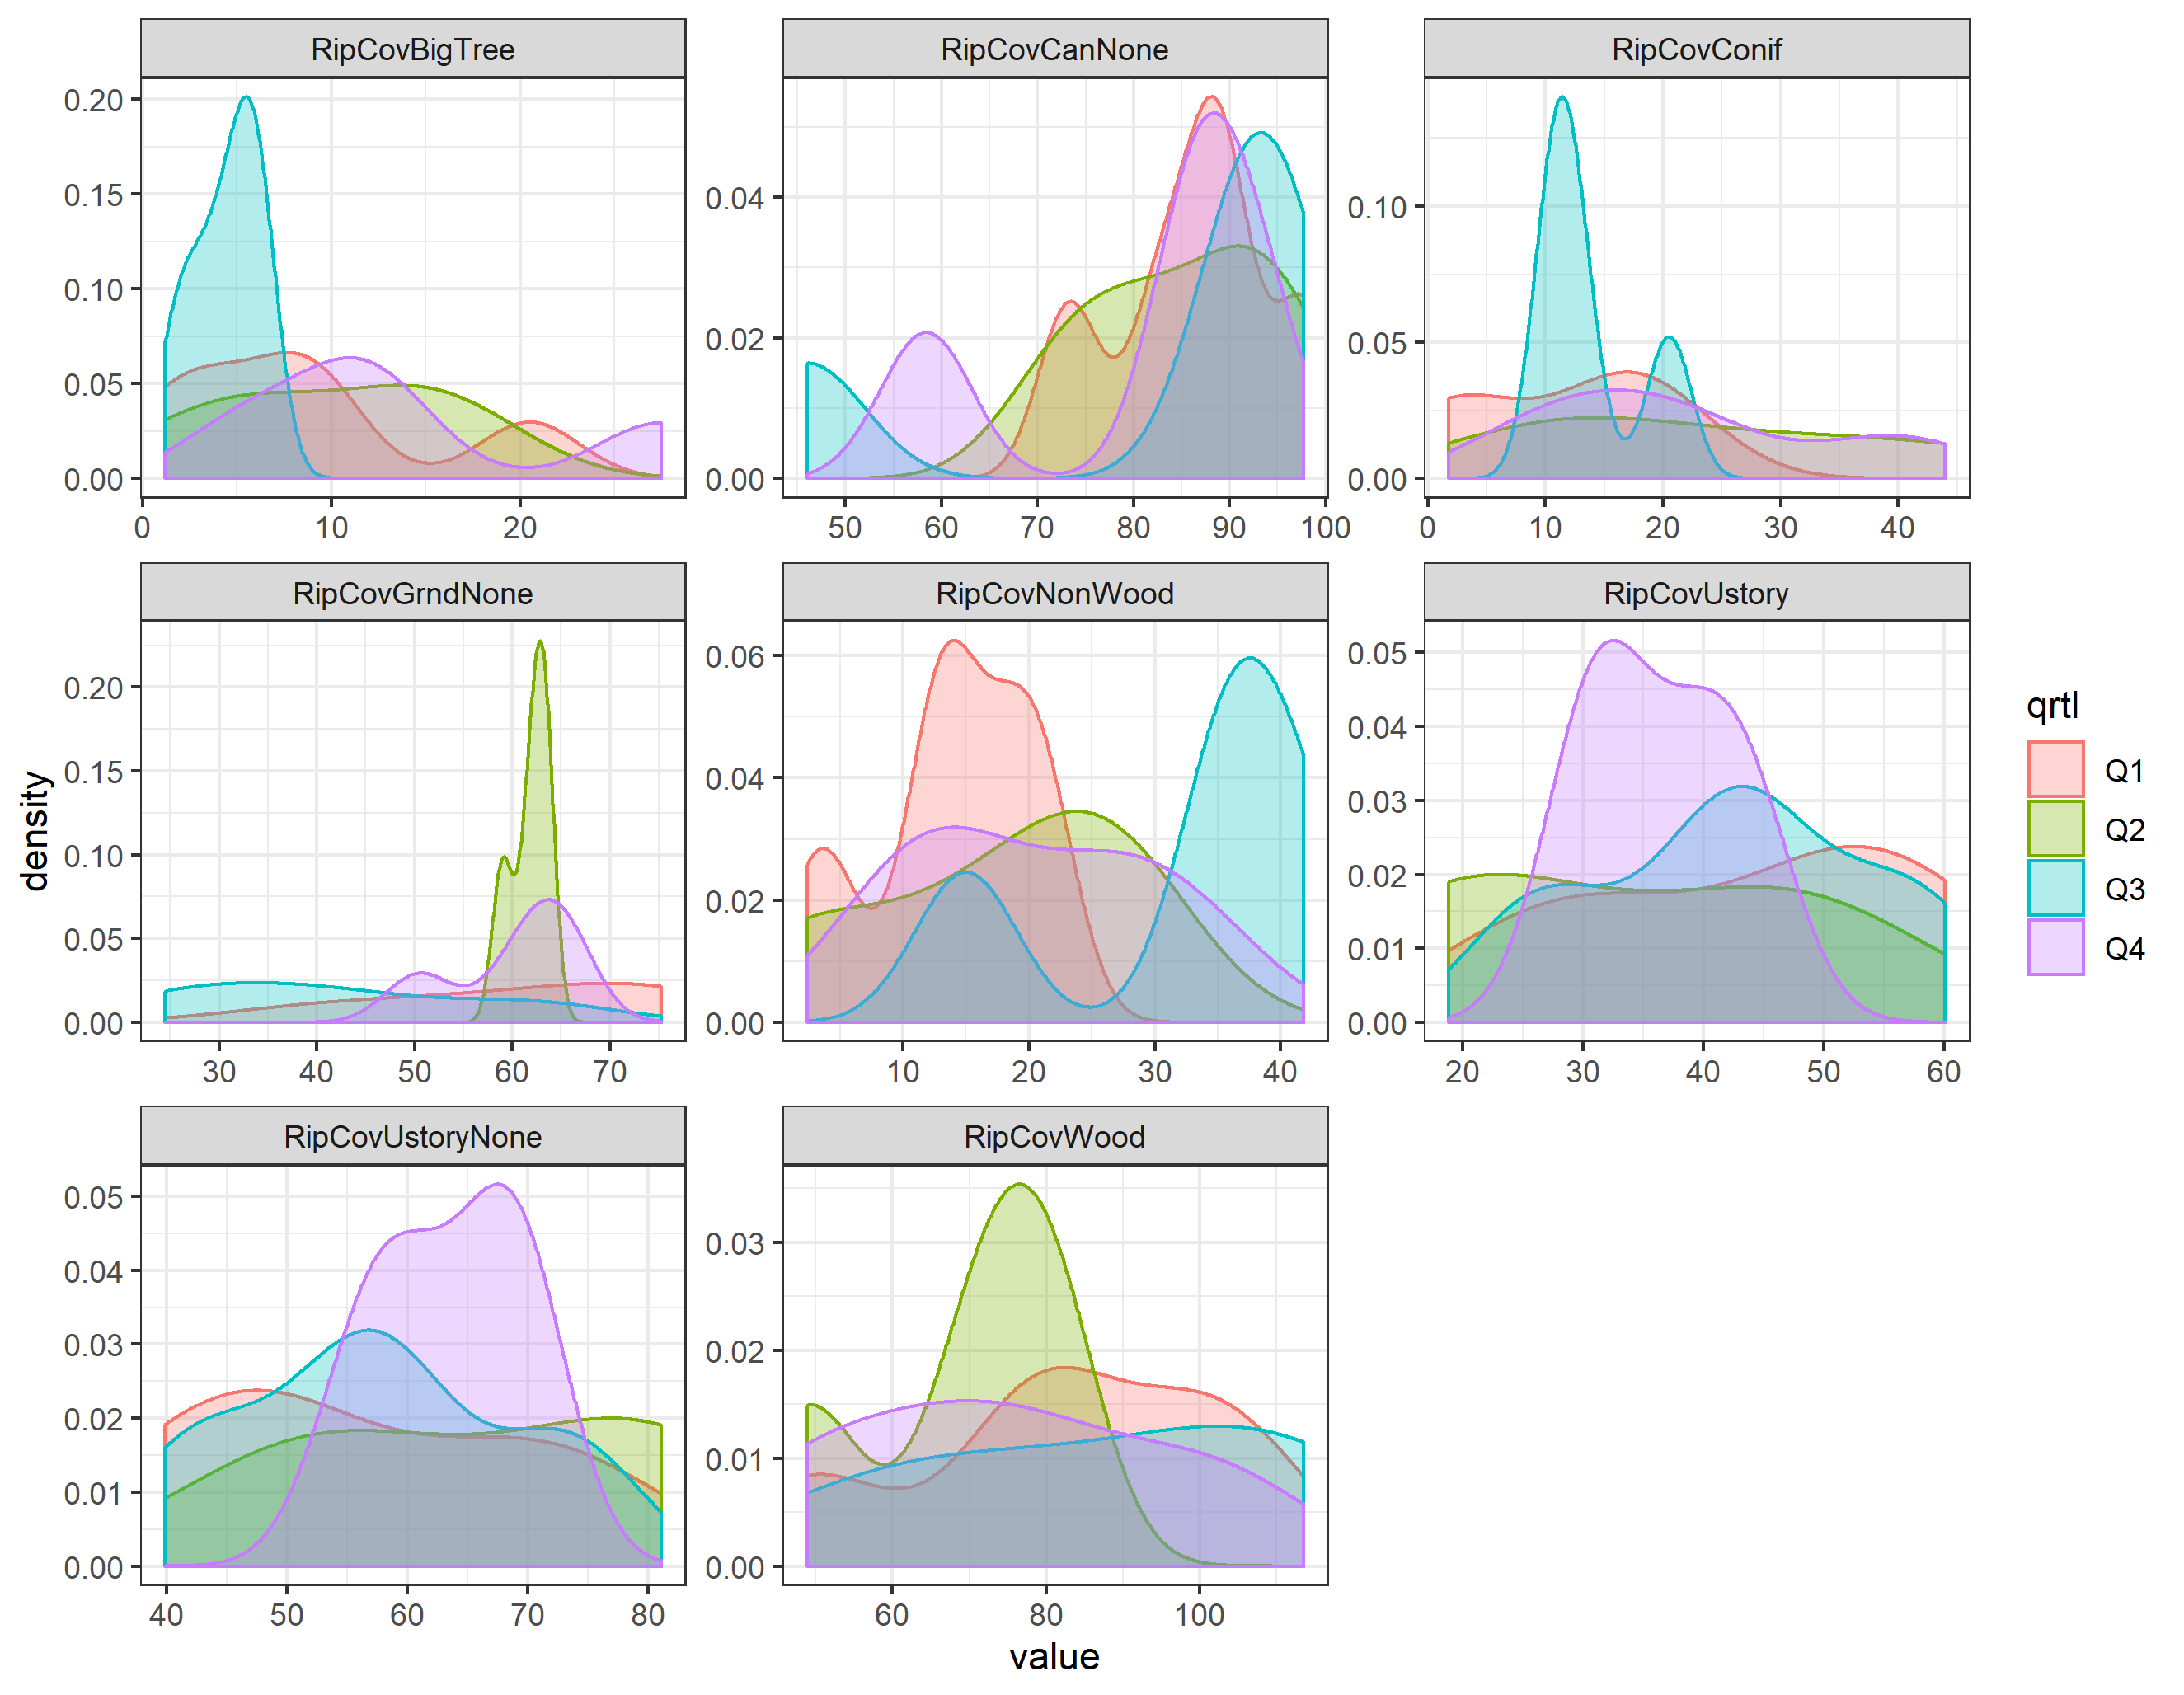 RipCovBigTree
RipCovCanNone
RipCovConif
0.20
0.15
0.10
0.05
0.00
0.04
0.02
0.00
0.10
0.05
0.00
0 10 20
50 60 70 80 90 100
0 10 20 30 40
RipCovGrndNone
RipCovNonWood
RipCovUstory
0.20
0.15
0.10
0.05
0.00
0.06
0.04
0.02
0.00
0.05
0.04
0.03
0.02
0.01
0.00
30 40 50 60 70
10 20 30 40
20 30 40 50 60
RipCovUstoryNone
RipCovWood
0.05
0.04
0.03
0.02
0.01
0.00
0.03
0.02
0.01
0.00
40 50 60 70 80
60 80 100
density
value
qrtl
Q1
Q2
Q3
Q4